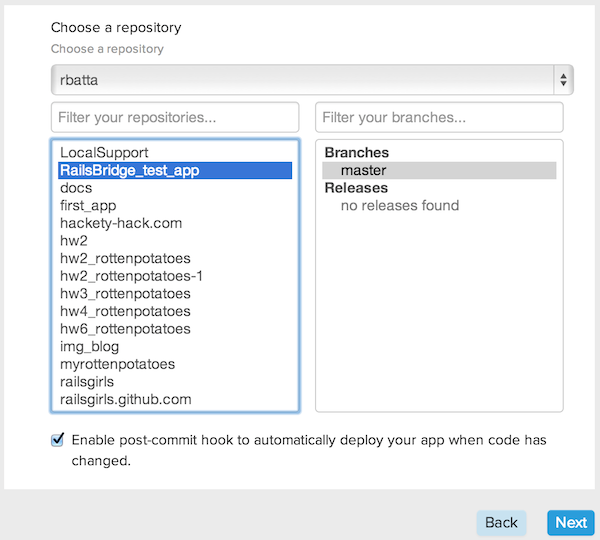 Choose a repository
Choose a repository
rbatta
Filter your repositories...
Filter your branches...
LocalSupport
RailsBridge_test_app
docs
first_app
hackety-hack.com
hw2
hw2_rottenpotatoes
hw2_rottenpotatoes-1
hw3_rottenpotatoes
hw4_rottenpotatoes
hw6_rottenpotatoes
img_blog
myrottenpotatoes
railsgirls
railsgirls.github.com
Branches
master
Releases
no releases found
Enable post-commit hook to automatically deploy your app when code has
changed.
Back
Next